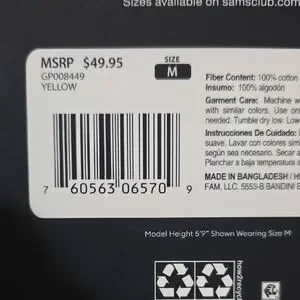 Sizes available on samsclub.com
MSRP $49.95
GP008449
YELLOW
SIZE
M
Fiber Content: 100% cotton
Insumo: 100% algodón
Garment Care: Machine w
with similar colors. Use on
needed. Tumble dry low.
Instrucciones De Cuidado:
suave. Lavar con colores simil
según sea necesario. Secar a
Planchar a baja temperatura
MADE IN BANGLADESH / H
FAM, LLC. 5553-B BANDINI
7 60563 06570 9
Model Height 5'9" Shown Wearing Size M
how2recyc